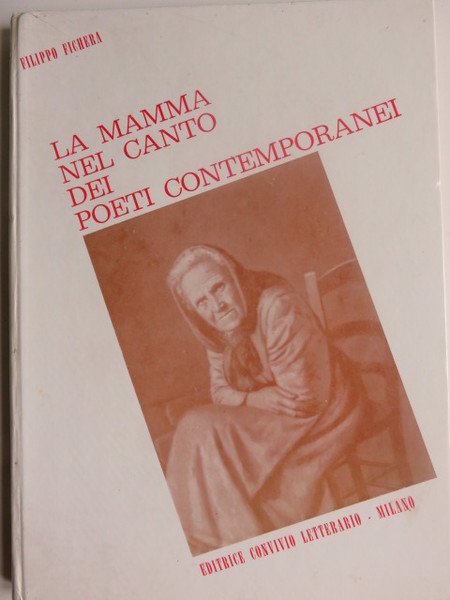 FILIPPO FICHERA
LA MAMMA
NEL CANTO
DEI
POETI CONTEMPORANEI
EDITRICE CONVIVIO LETTERARIO - MILANO